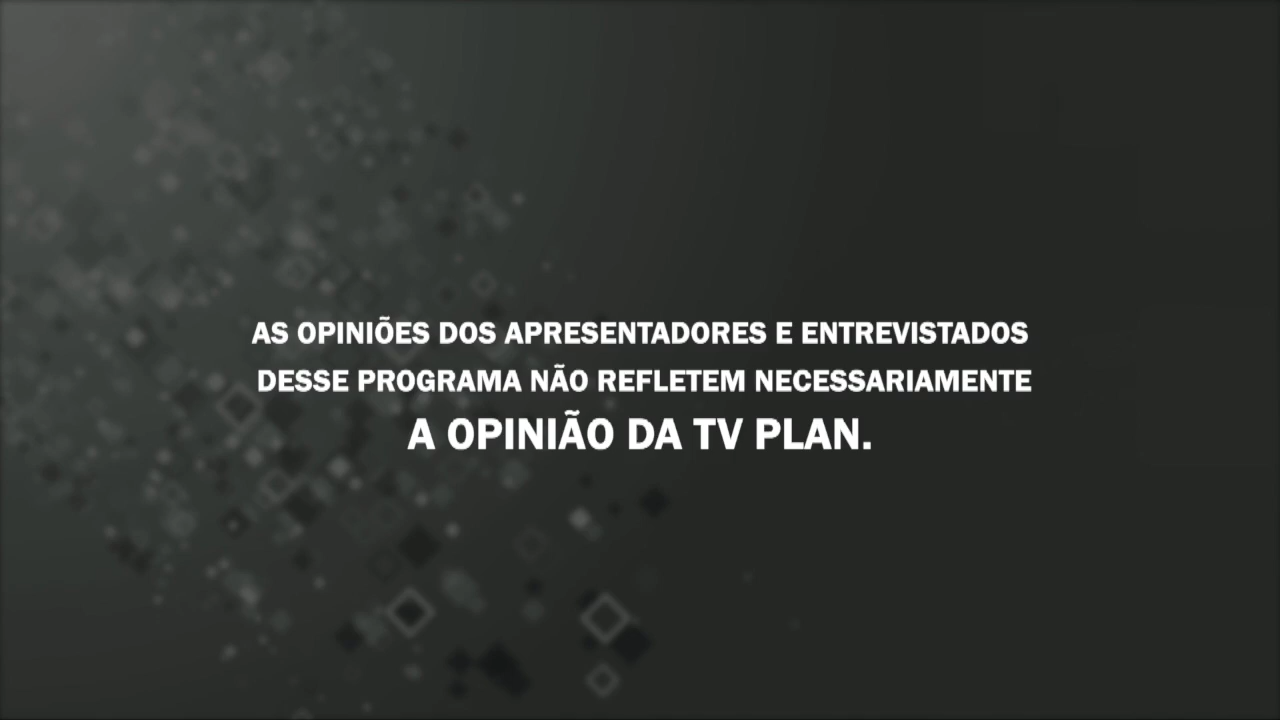 AS OPINIÕES DOS APRESENTADORES E ENTREVISTADOS
DESSE PROGRAMA NÃO REFLETEM NECESSARIAMENTE
A OPINIÃO DA TV PLAN.